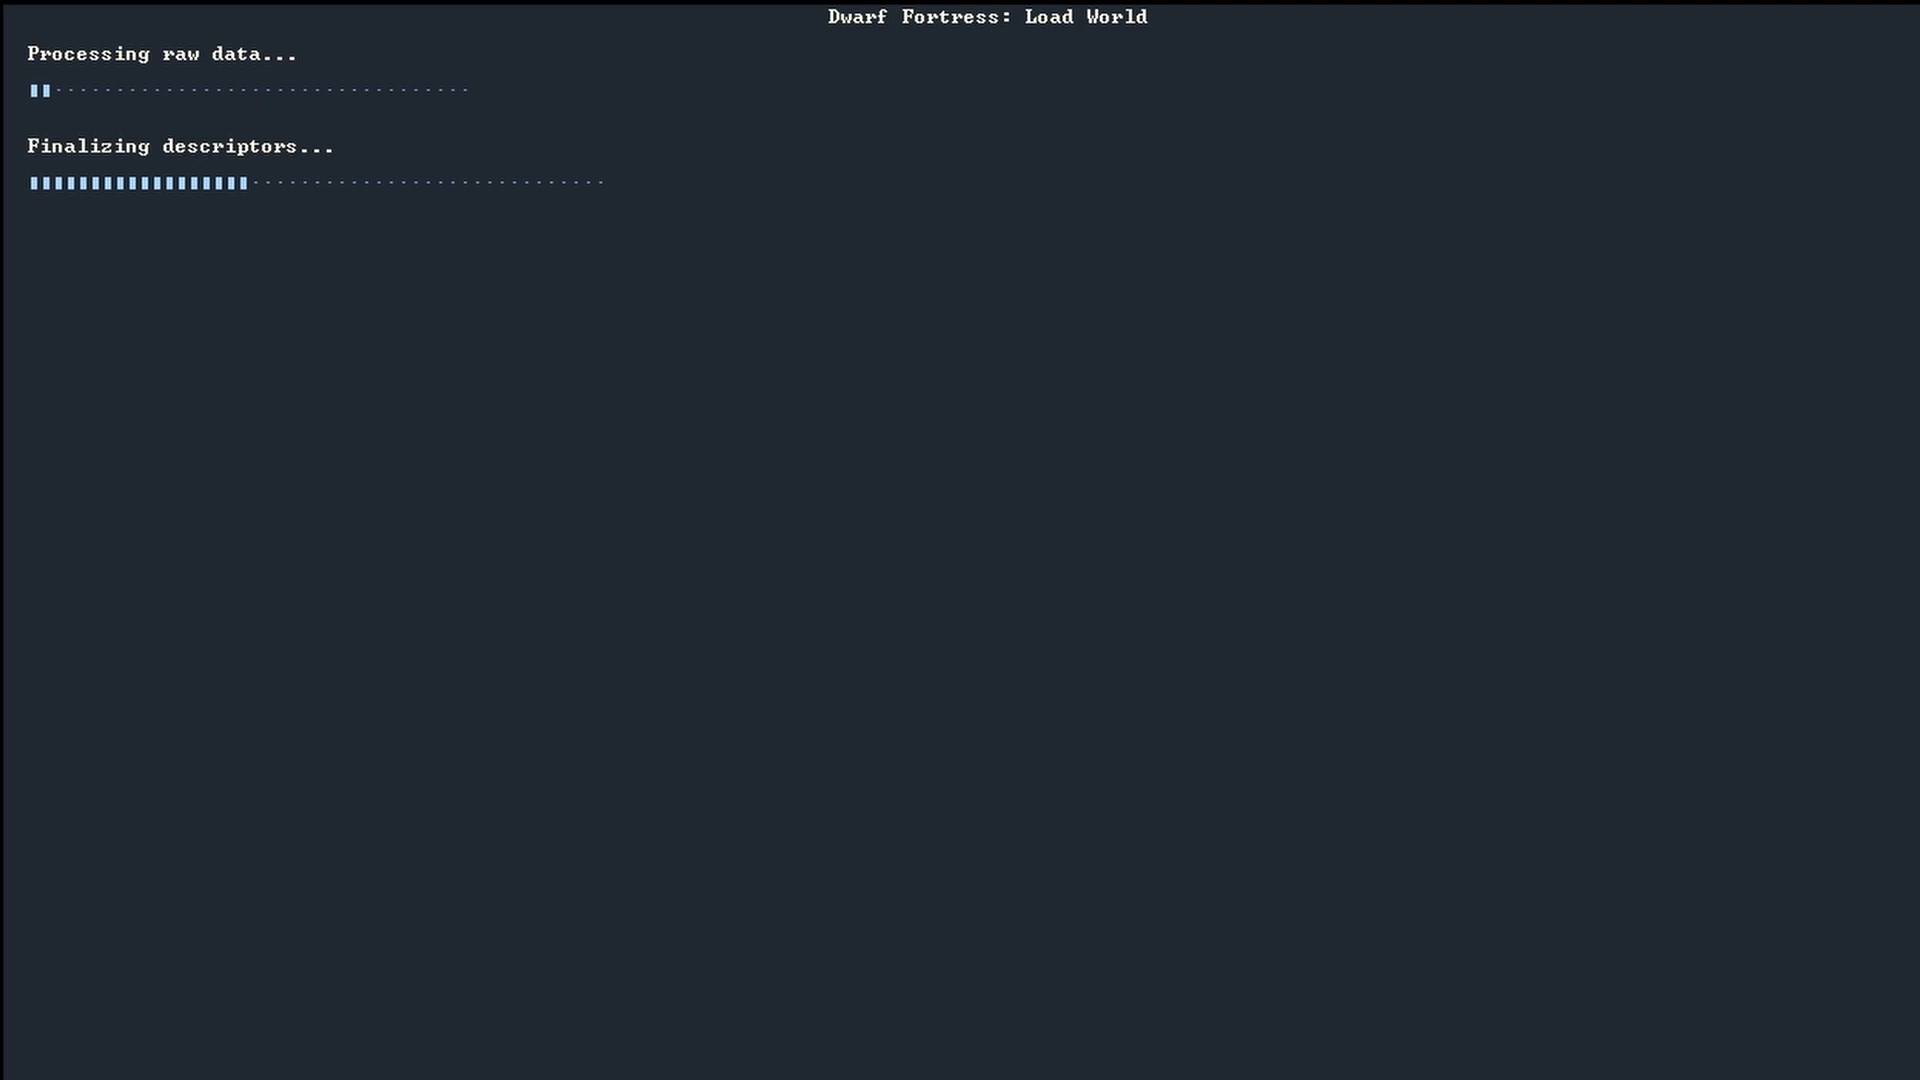 Dwarf Fortress: Load World
Processing raw data...
Finalizing descriptors...